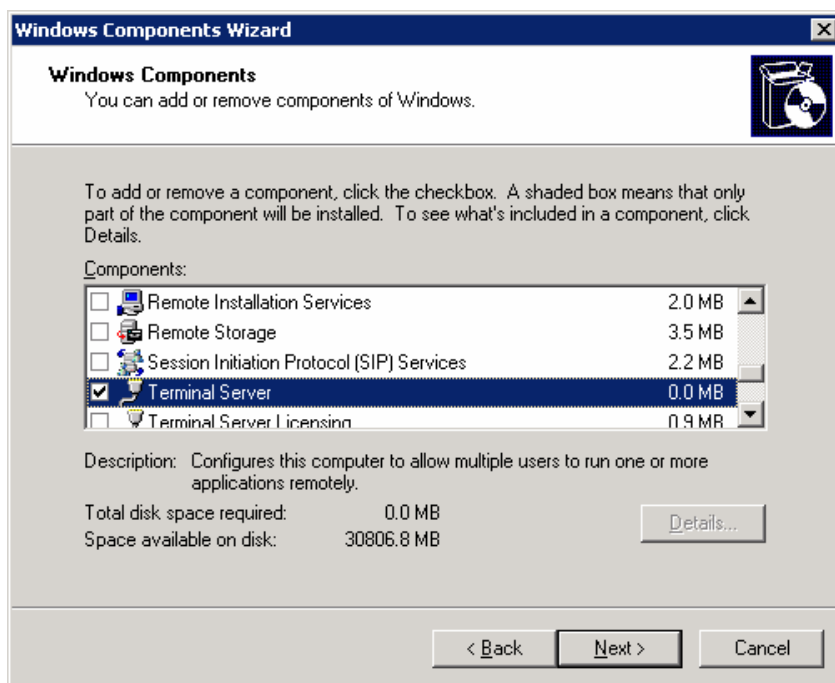 Windows Components Wizard
Windows Components
You can add or remove components of Windows.
To add or remove a component, click the checkbox. A shaded box means that only
part of the component will be installed. To see what's included in a component, click
Details.
Components:
Remote Installation Services 2.0 MB
Remote Storage 3.5 MB
Session Initiation Protocol (SIP) Services 2.2 MB
Terminal Server 0.0 MB
Terminal Server Licensing 0.9 MB
Description: Configures this computer to allow multiple users to run one or more
applications remotely.
Total disk space required: 0.0 MB
Space available on disk: 30806.8 MB
Details...
< Back Next > Cancel